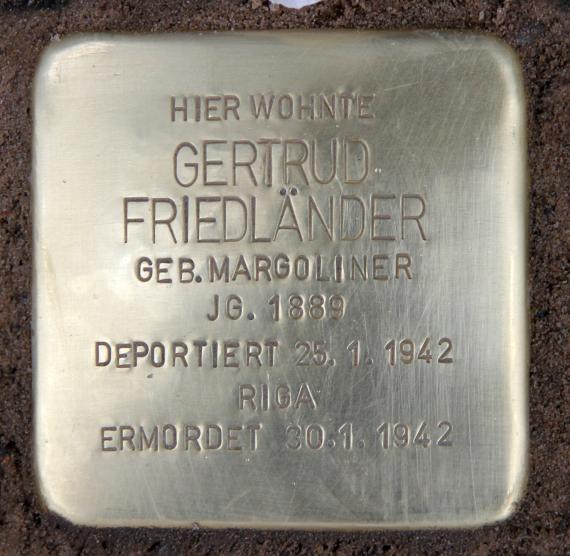 HIER WOHNTE
GERTRUD
FRIEDLÄNDER
GEB. MARGOLINER
JG. 1889
DEPORTIERT 25.1.1942
RIGA
ERMORDET 30.1.1942